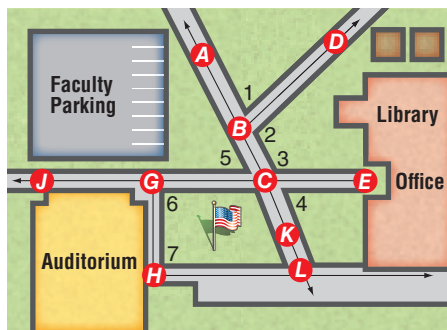 A
D
1
Faculty
Parking
B
2
Library
5
3
J
G
C
E
Office
6
4
K
Auditorium
7
H
L